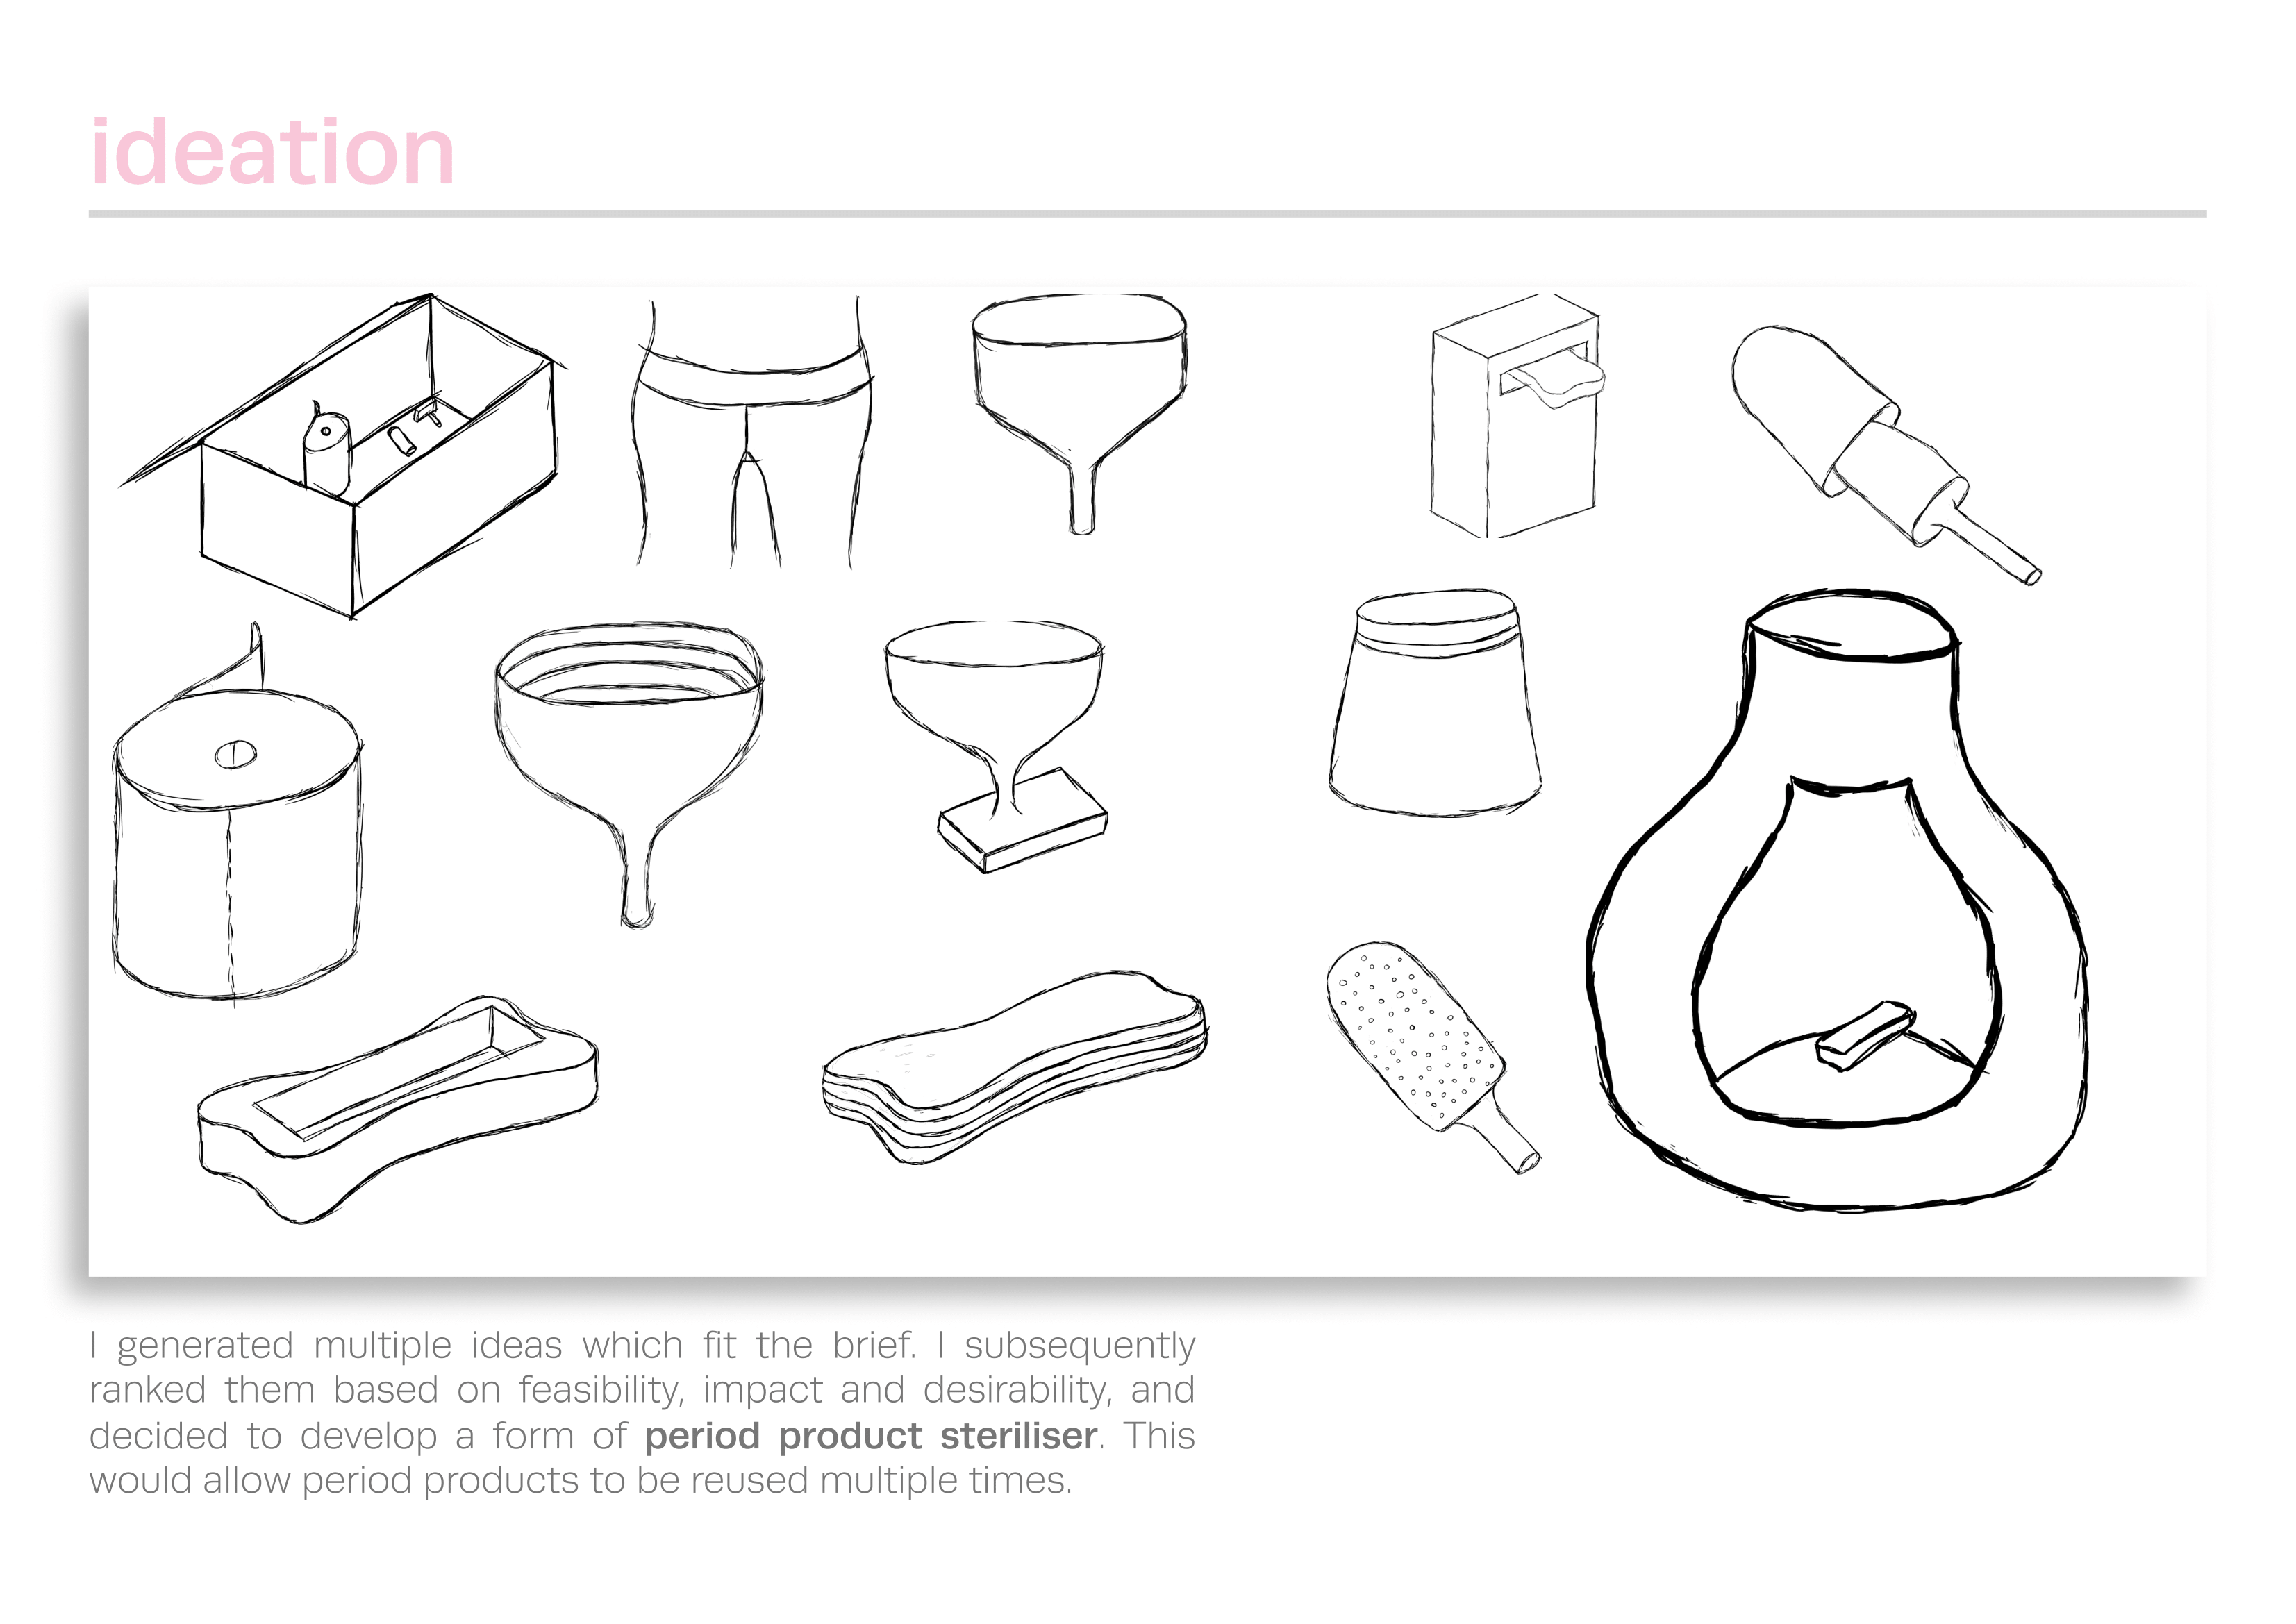 ideation
I generated multiple ideas which fit the brief. I subsequently
ranked them based on feasibility, impact and desirability, and
decided to develop a form of period product steriliser. This
would allow period products to be reused multiple times.